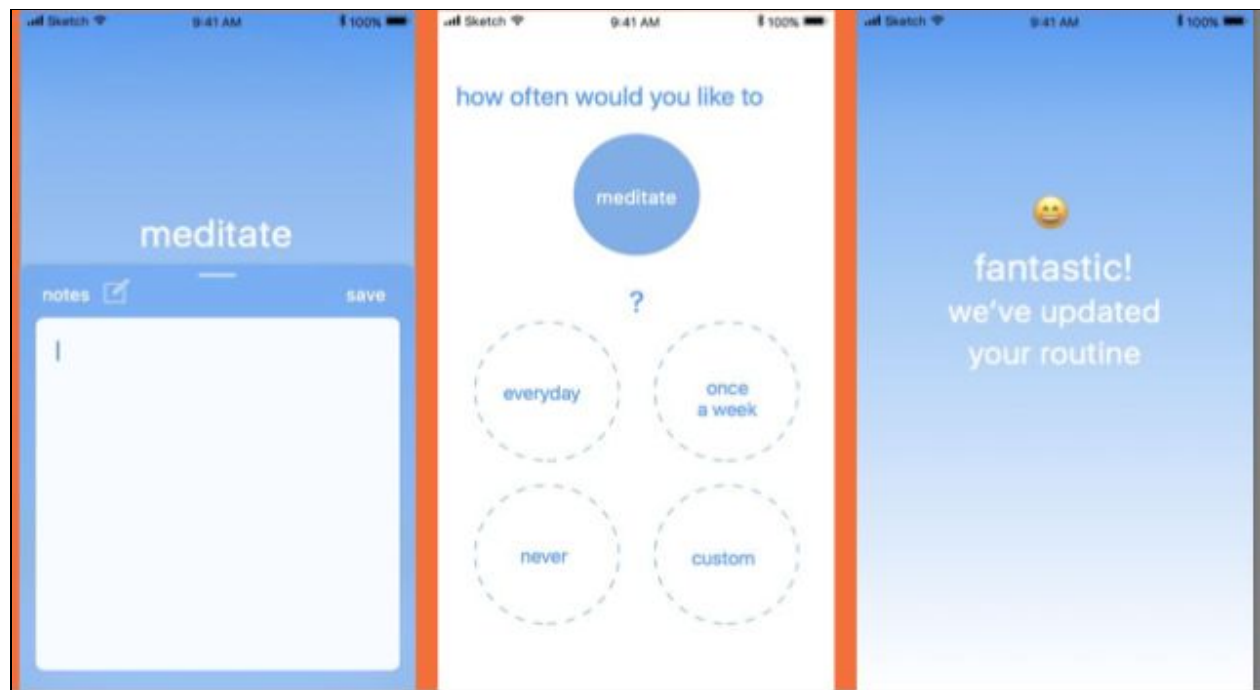 Sketch 9:41 AM 100%
meditate
notes save
Sketch 9:41 AM 100%
how often would you like to
meditate
?
everyday
once
a week
never
custom
Sketch 9:41 AM 100%
fantastic!
we've updated
your routine